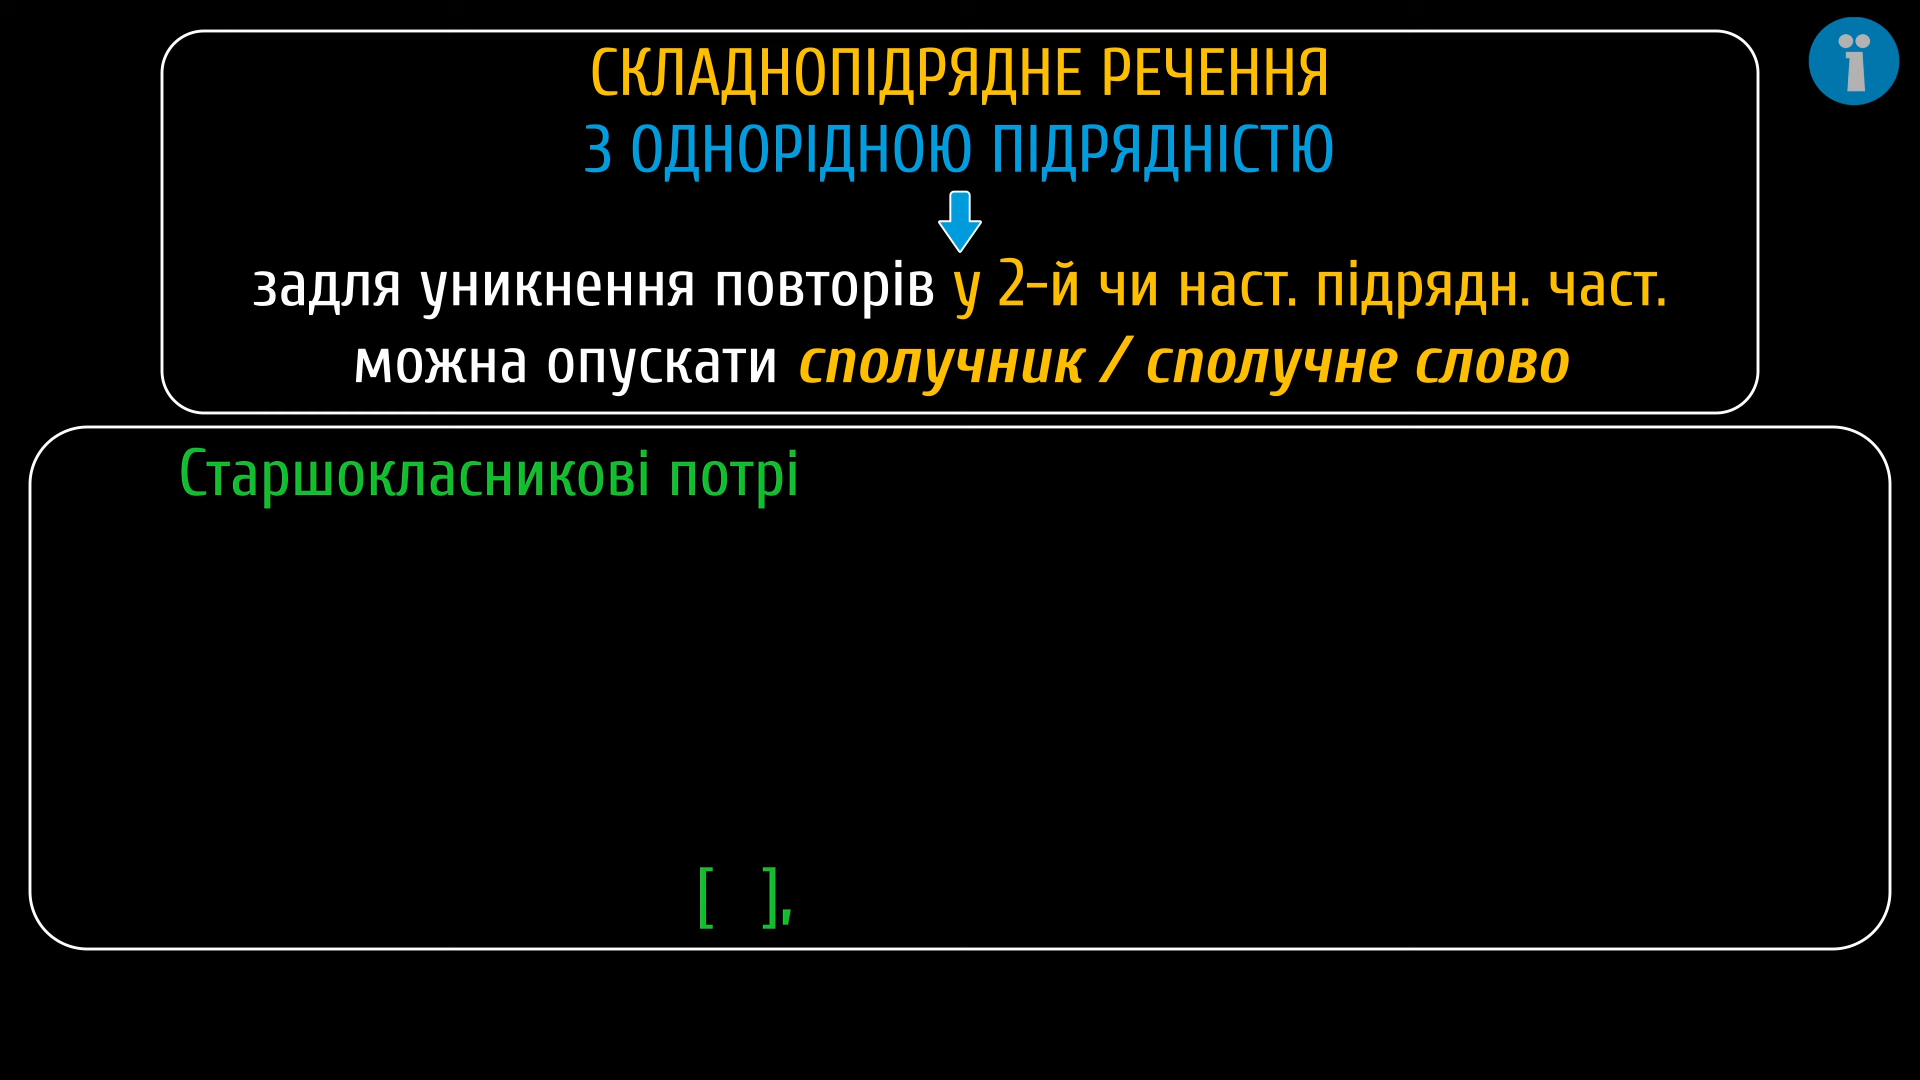 СКЛАДНОПІДРЯДНЕ РЕЧЕННЯ
З ОДНОРІДНОЮ ПІДРЯДНІСТЮ
задля уникнення повторів у 2-й чи наст. підрядн. част.
можна опускати сполучник / сполучне слово
Старшокласникові потрі
[ ],
ї